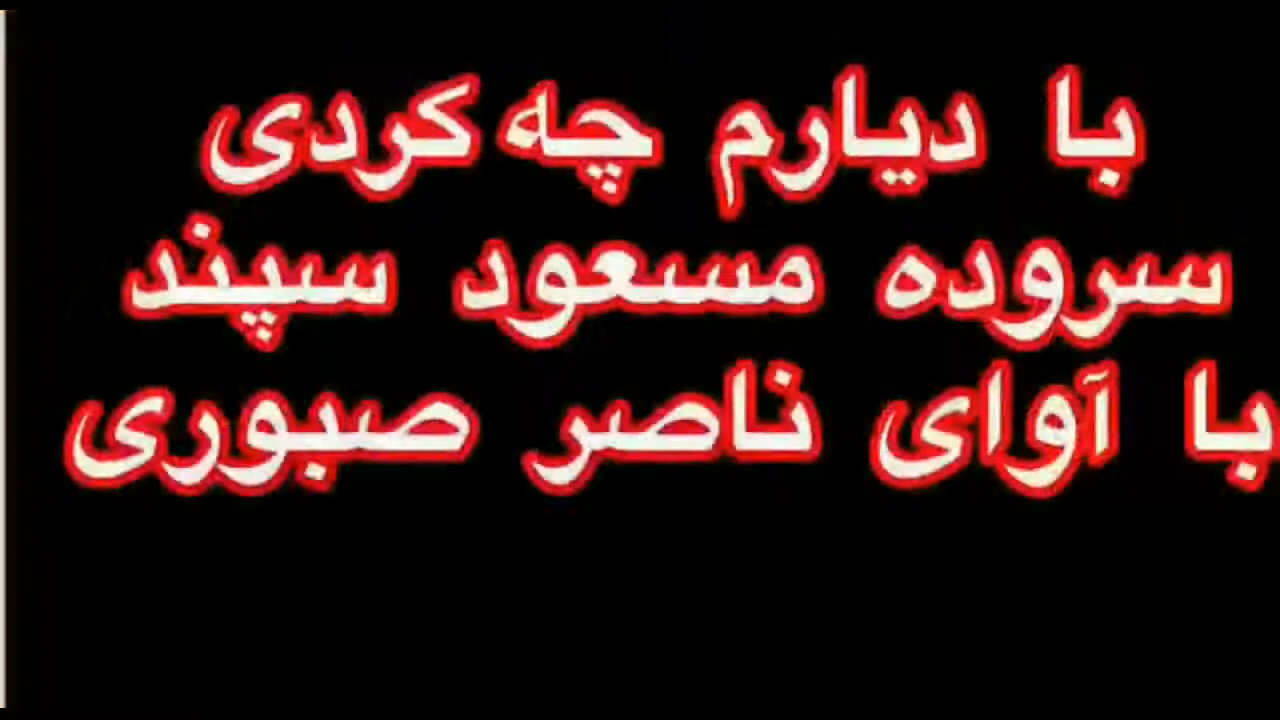 با دیارم چه کردی
سروده مسعود سپند
با آوای ناصر صبوری